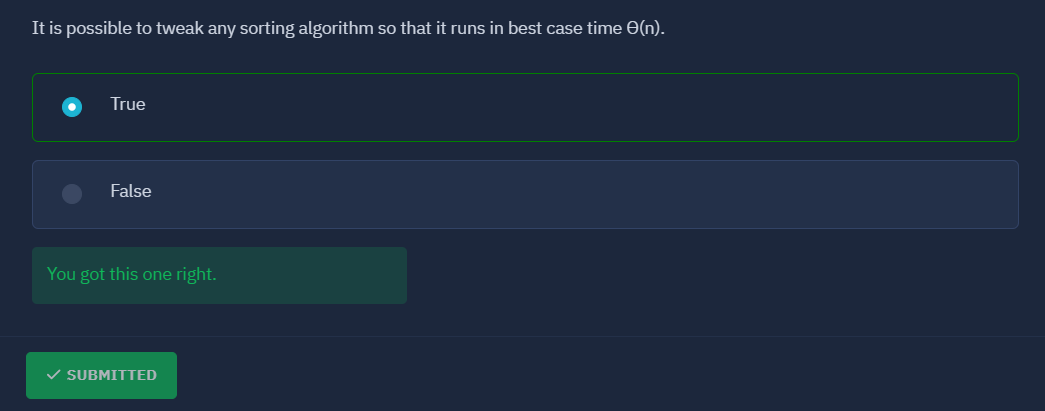 It is possible to tweak any sorting algorithm so that it runs in best case time Θ(n).
True
False
You got this one right.
✓ SUBMITTED